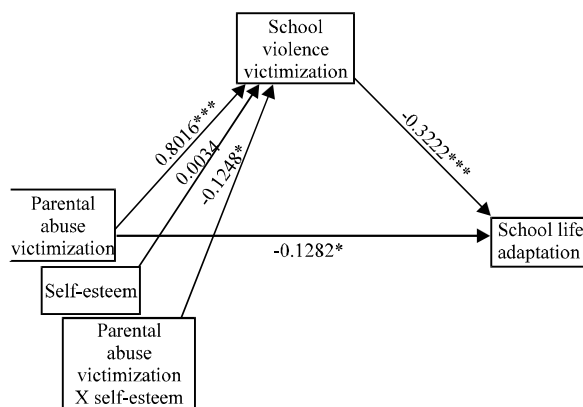 School
violence
victimization
0.8016***
0.0034
-0.1248*
-0.3222***
Parental
abuse
victimization
-0.1282*
School life
adaptation
Self-esteem
Parental
abuse
victimization
X self-esteem